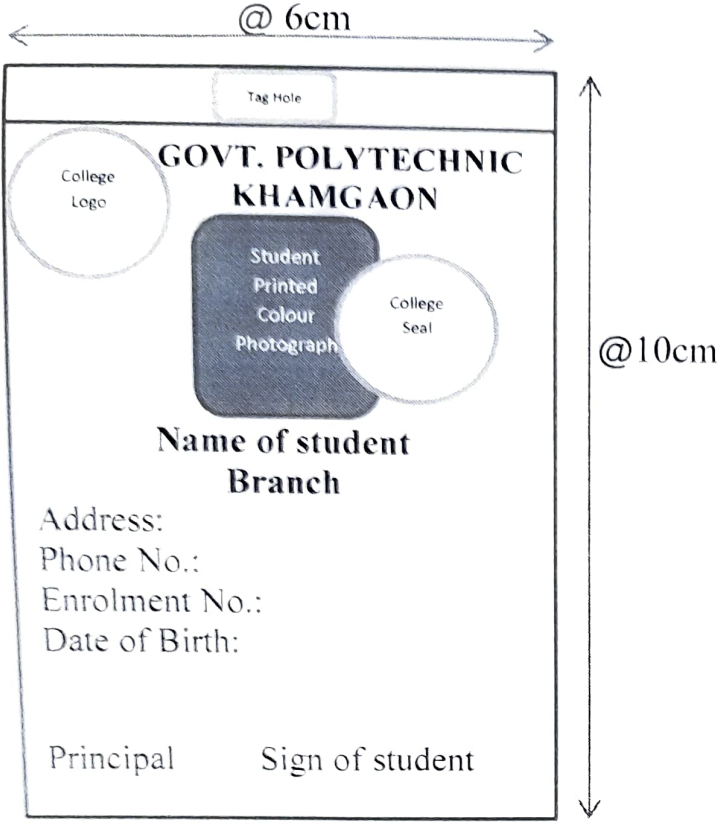 @ 6cm
Tag Hole
College
Logo
GOVT. POLYTECHNIC
KHAMGAON
Student
Printed
Colour
Photograph
College
Seal
@10cm
Name of student
Branch
Address:
Phone No.:
Enrolment No.:
Date of Birth:
Principal Sign of student